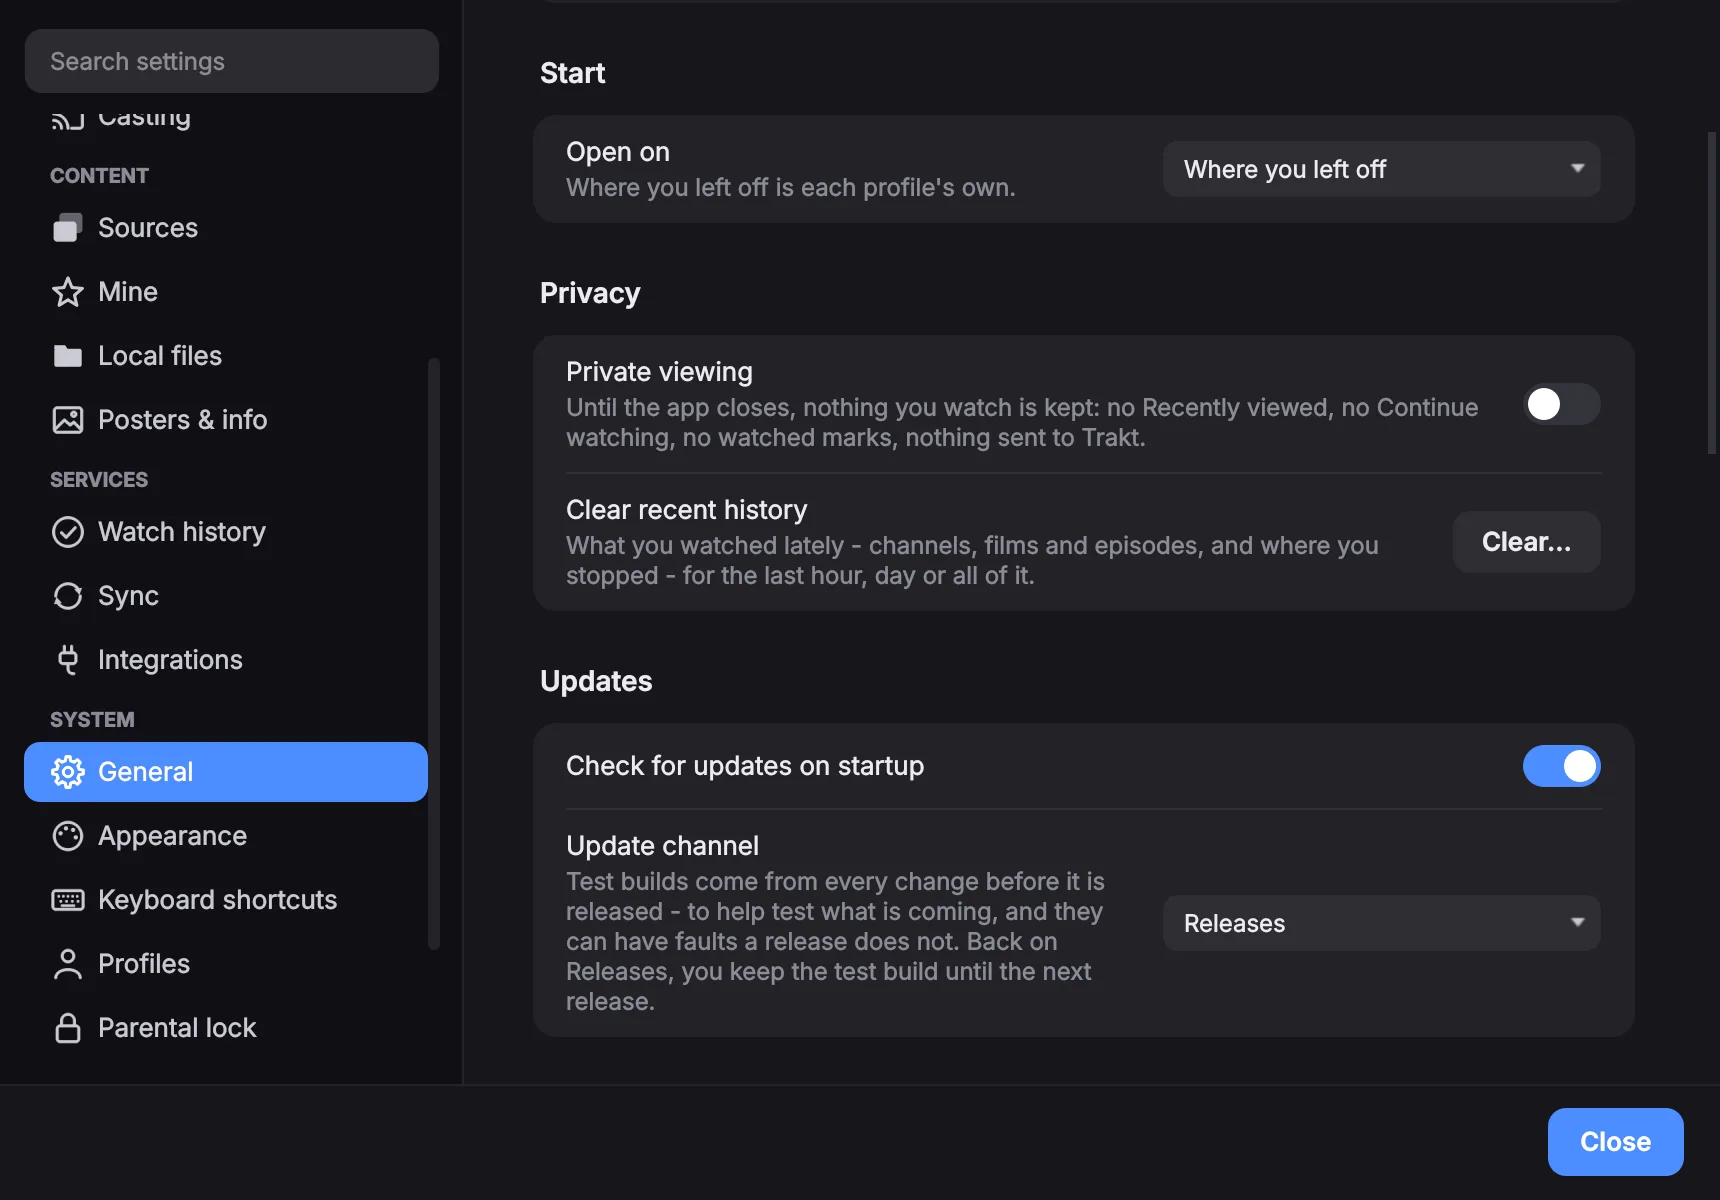 Search settings
Casting
CONTENT
Sources
Mine
Local files
Posters & info
SERVICES
Watch history
Sync
Integrations
SYSTEM
General
Appearance
Keyboard shortcuts
Profiles
Parental lock
Start
Open on
Where you left off is each profile's own.
Where you left off
Privacy
Private viewing
Until the app closes, nothing you watch is kept: no Recently viewed, no Continue
watching, no watched marks, nothing sent to Trakt.
Clear recent history
What you watched lately - channels, films and episodes, and where you
stopped - for the last hour, day or all of it.
Clear...
Updates
Check for updates on startup
Update channel
Test builds come from every change before it is
released - to help test what is coming, and they
can have faults a release does not. Back on
Releases, you keep the test build until the next
release.
Releases
Close